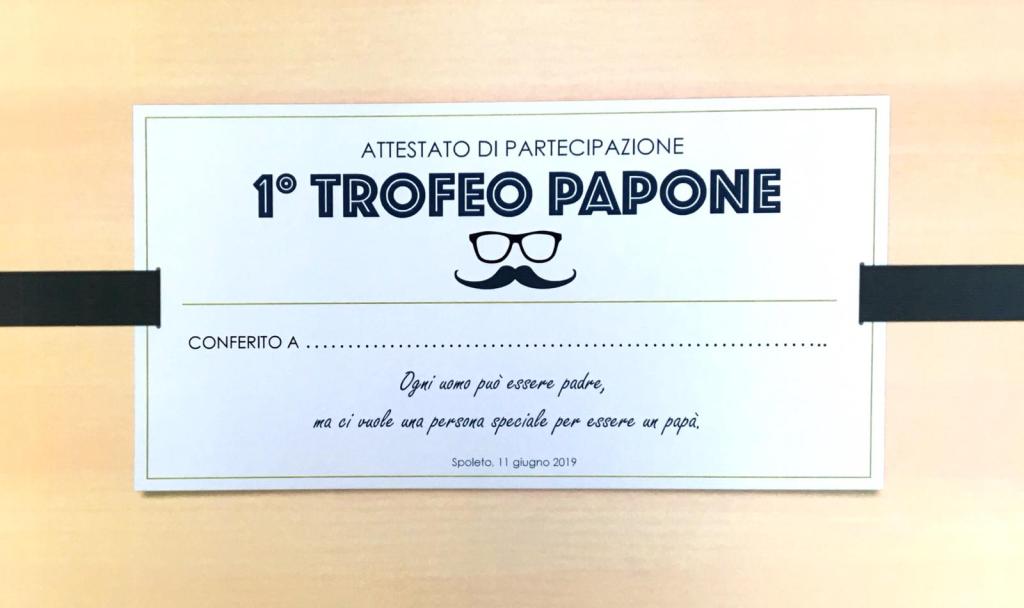 ATTESTATO DI PARTECIPAZIONE
1° TROFEO PAPONE
CONFERITO A ..............................................................
Ogni uomo può essere padre,
ma ci vuole una persona speciale per essere un papà.
Spoleto, 11 giugno 2019